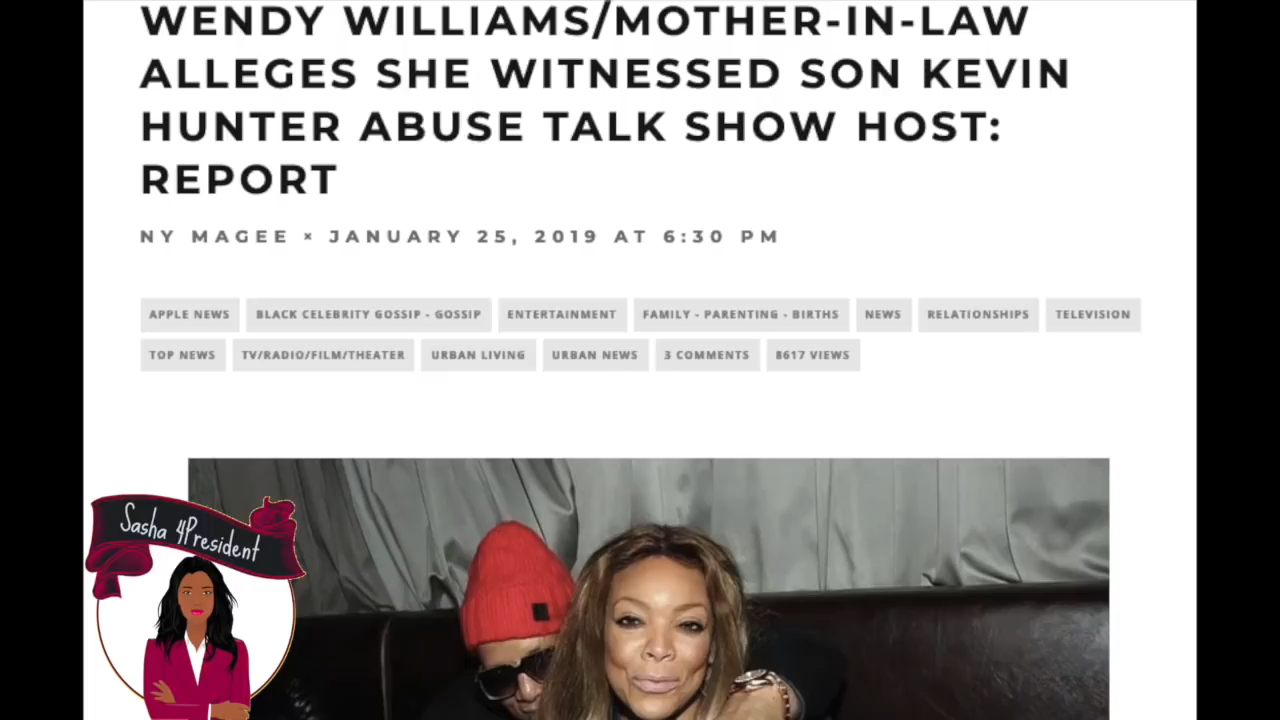 WENDY WILLIAMS/MOTHER-IN-LAW
ALLEGES SHE WITNESSED SON KEVIN
HUNTER ABUSE TALK SHOW HOST:
REPORT
NY MAGEE × JANUARY 25, 2019 AT 6:30 PM
APPLE NEWS BLACK CELEBRITY GOSSIP - GOSSIP ENTERTAINMENT FAMILY - PARENTING - BIRTHS NEWS RELATIONSHIPS TELEVISION
TOP NEWS TV/RADIO/FILM/THEATER URBAN LIVING URBAN NEWS 3 COMMENTS 8617 VIEWS
Sasha 4President